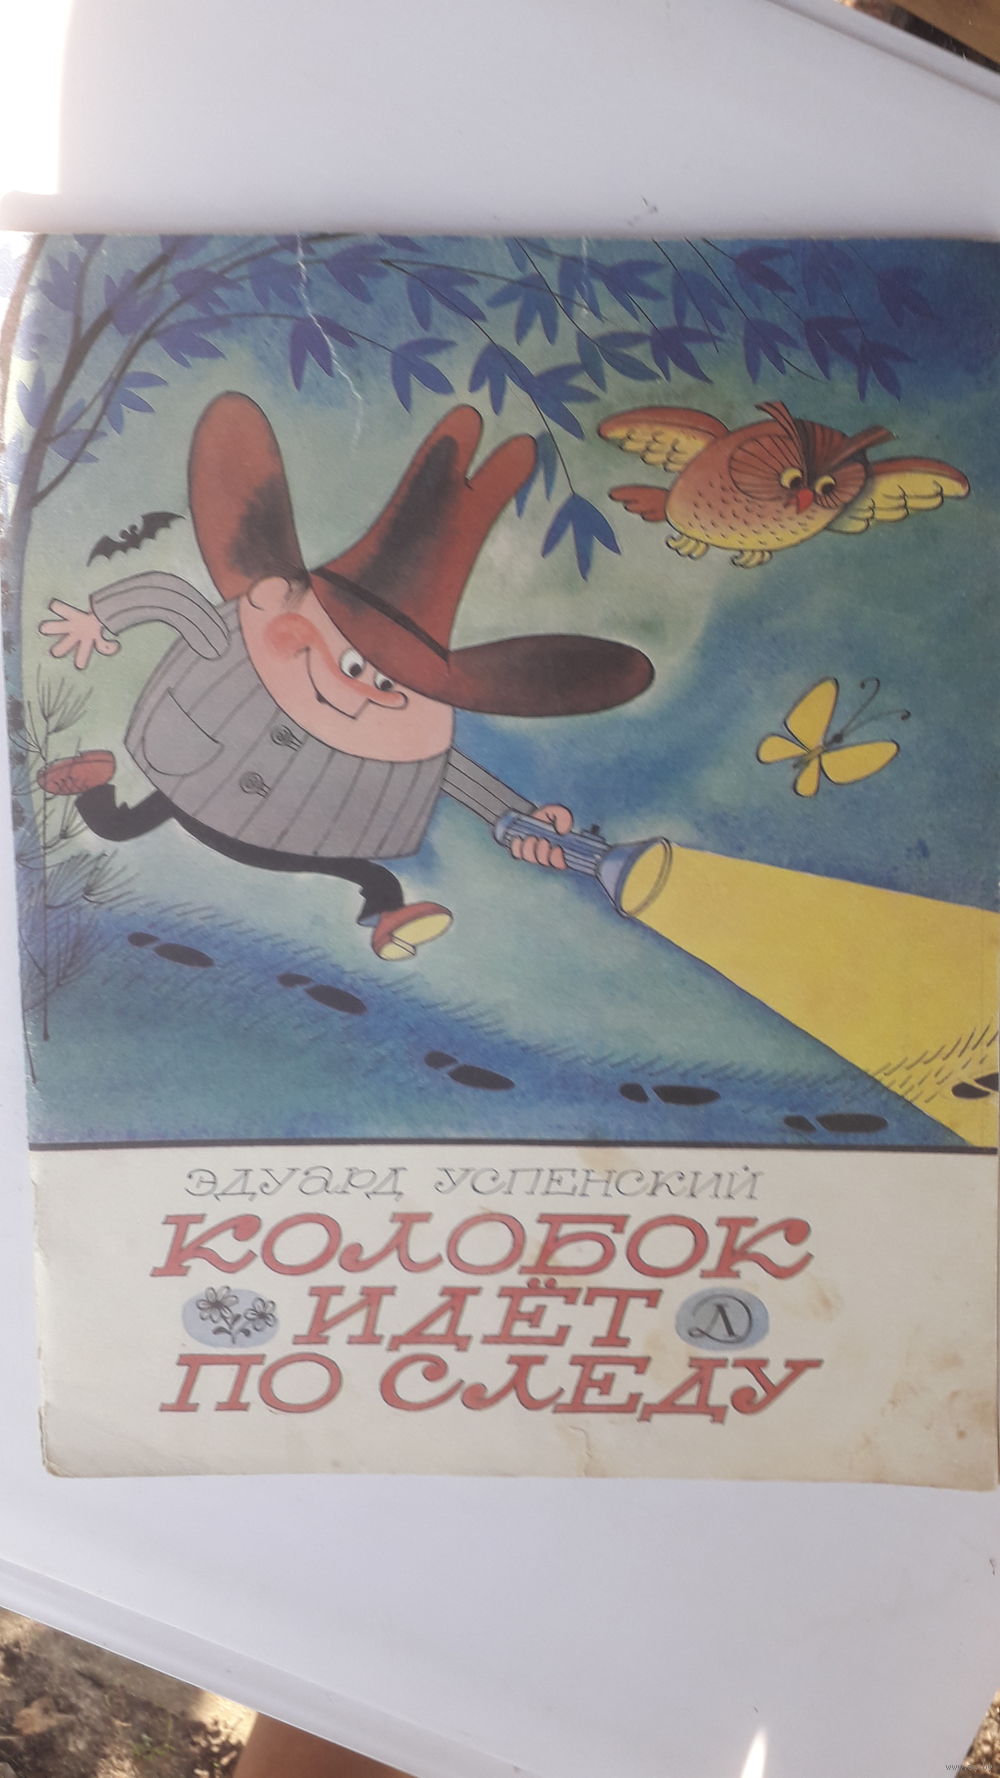 ЭДУАРД УСПЕНСКИЙ
КОЛОБОК
ИДЁТ
Д
ПО СЛЕДУ